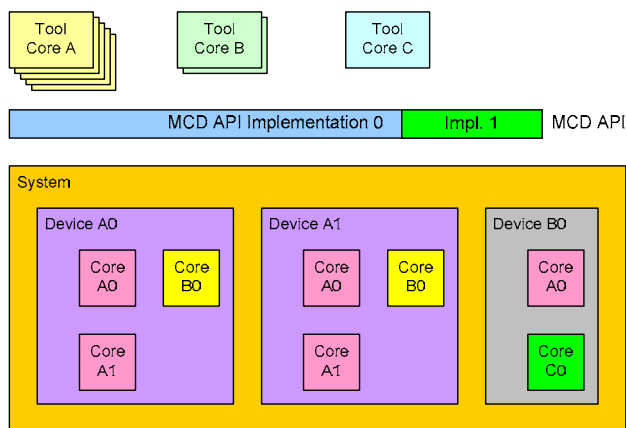 Tool
Core A
Tool
Core B
Tool
Core C
MCD API Implementation 0
Impl. 1
MCD API
System
Device A0
Core
A0
Core
B0
Core
A1
Device A1
Core
A0
Core
B0
Core
A1
Device B0
Core
A0
Core
C0